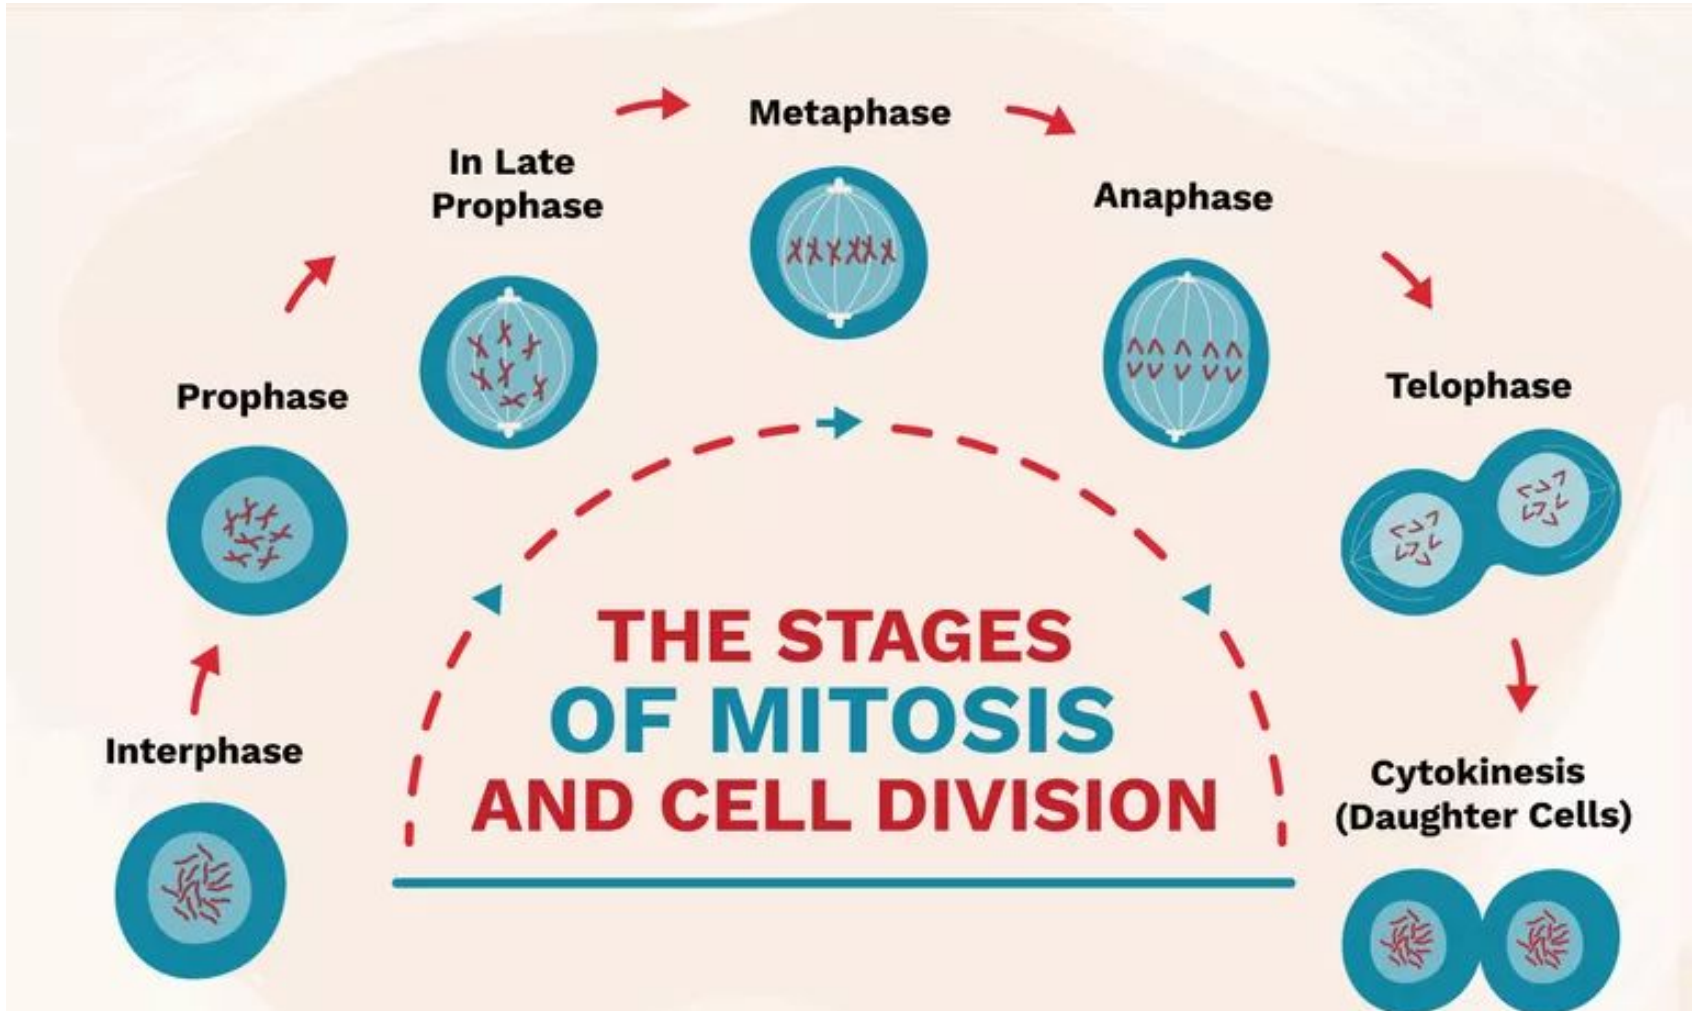 Metaphase
In Late
Prophase
Anaphase
Prophase
Telophase
THE STAGES
OF MITOSIS
AND CELL DIVISION
Interphase
Cytokinesis
(Daughter Cells)